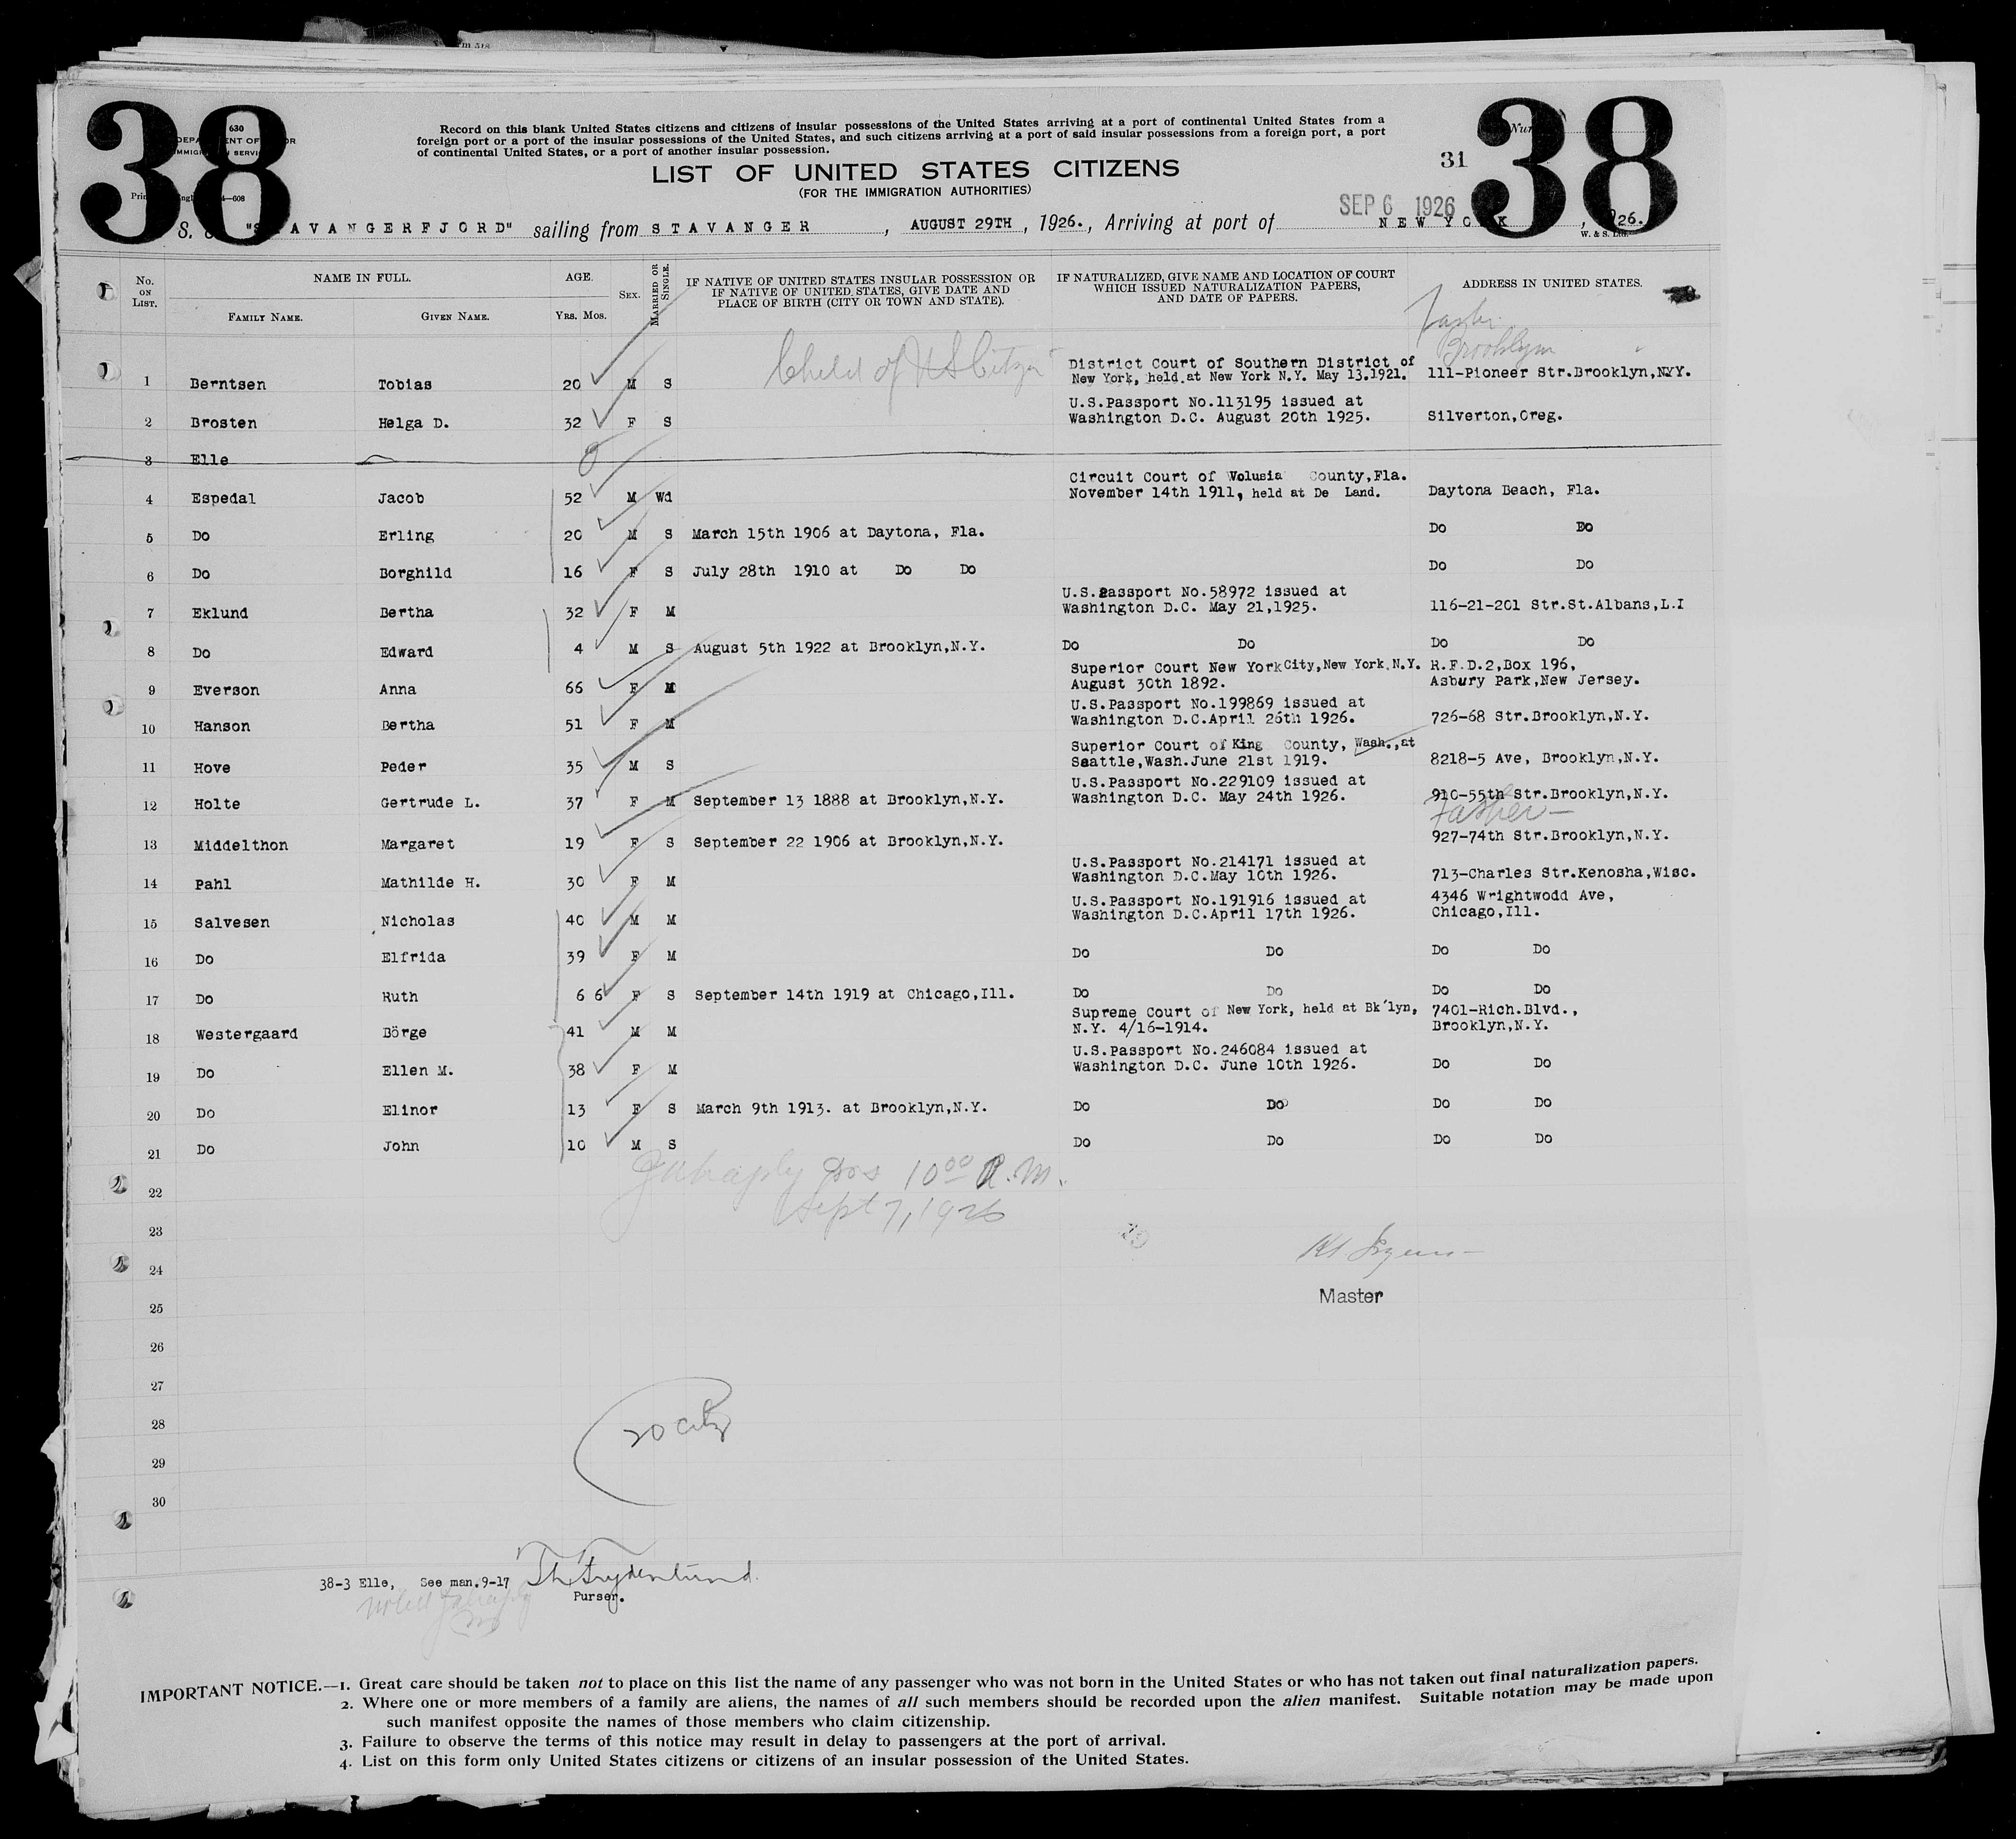 38
38
630
Record on this blank United States citizens and citizens of insular possessions of the United States arriving at a port of continental United States from a
foreign port or a port of the insular possessions of the United States, and such citizens arriving at a port of said insular possessions from a foreign port, a port
of continental United States, or a port of another insular possession.
LIST OF UNITED STATES CITIZENS
(FOR THE IMMIGRATION AUTHORITIES)
31
SEP 6 1926
"STAVANGERFJORD" sailing from STAVANGER, AUGUST 29TH, 1926., Arriving at port of NEW YORK, 1926.
W. & S. Ltd.
No. ON LIST. NAME IN FULL. FAMILY NAME. GIVEN NAME. AGE. YRS. MOS. SEX. MARRIED OR SINGLE. IF NATIVE OF UNITED STATES INSULAR POSSESSION OR IF NATIVE OF UNITED STATES, GIVE DATE AND PLACE OF BIRTH (CITY OR TOWN AND STATE). IF NATURALIZED, GIVE NAME AND LOCATION OF COURT WHICH ISSUED NATURALIZATION PAPERS, AND DATE OF PAPERS. ADDRESS IN UNITED STATES.
Brooklyn
1 Berntsen Tobias 20 M S Child of US Citizen District Court of Southern District of New York, held at New York N.Y. May 13.1921. 111-Pioneer Str.Brooklyn,NYY.
2 Brosten Helga D. 32 F S U.S.Passport No.113195 issued at Washington D.C. August 20th 1925. Silverton,Oreg.
3 Elle
4 Espedal Jacob 52 M Wd Circuit Court of Volusia County,Fla. November 14th 1911, held at De Land. Daytona Beach, Fla.
5 Do Erling 20 M S March 15th 1906 at Daytona, Fla. Do Do
6 Do Borghild 16 F S July 28th 1910 at Do Do Do Do
7 Eklund Bertha 32 F M U.S.Passport No.58972 issued at Washington D.C. May 21,1925. 116-21-201 Str.St.Albans,L.I
8 Do Edward 4 M S August 5th 1922 at Brooklyn,N.Y. Do Do Do Do
9 Everson Anna 66 F M Superior Court New York City,New York N.Y. August 30th 1892. R.F.D.2,Box 196, Asbury Park,New Jersey.
10 Hanson Bertha 51 F M U.S.Passport No.199869 issued at Washington D.C.April 26th 1926. 726-68 Str.Brooklyn,N.Y.
11 Hove Peder 35 M S Superior Court of King County, Wash.,at Seattle,Wash.June 21st 1919. 8218-5 Ave, Brooklyn,N.Y.
12 Holte Gertrude L. 37 F M September 13 1888 at Brooklyn,N.Y. U.S.Passport No.229109 issued at Washington D.C. May 24th 1926. 910-55th Str.Brooklyn,N.Y.
Father-
13 Middelthon Margaret 19 F S September 22 1906 at Brooklyn,N.Y. 927-74th Str.Brooklyn,N.Y.
14 Pahl Mathilde H. 30 F M U.S.Passport No.214171 issued at Washington D.C.May 10th 1926. 713-Charles Str.Kenosha,Wisc.
15 Salvesen Nicholas 40 M M U.S.Passport No.191916 issued at Washington D.C.April 17th 1926. 4346 Wrightwodd Ave, Chicago,Ill.
16 Do Elfrida 39 F M Do Do Do Do
17 Do Ruth 6 6 F S September 14th 1919 at Chicago,Ill. Do Do Do Do
18 Westergaard Börge 41 M M Supreme Court of New York, held at Bk'lyn, N.Y. 4/16-1914. 7401-Rich.Blvd., Brooklyn,N.Y.
19 Do Ellen M. 38 F M U.S.Passport No.246084 issued at Washington D.C. June 10th 1926. Do Do
20 Do Elinor 13 F S March 9th 1913. at Brooklyn,N.Y. Do Do Do Do
21 Do John 10 M S Do Do Do Do
22 10 00 A.M.
Sept 7, 1926
23
24
Master
25
26
27
28
29
30
38-3 Elle, See man.9-17
Purser.
IMPORTANT NOTICE.—1. Great care should be taken not to place on this list the name of any passenger who was not born in the United States or who has not taken out final naturalization papers.
2. Where one or more members of a family are aliens, the names of all such members should be recorded upon the alien manifest. Suitable notation may be made upon
such manifest opposite the names of those members who claim citizenship.
3. Failure to observe the terms of this notice may result in delay to passengers at the port of arrival.
4. List on this form only United States citizens or citizens of an insular possession of the United States.